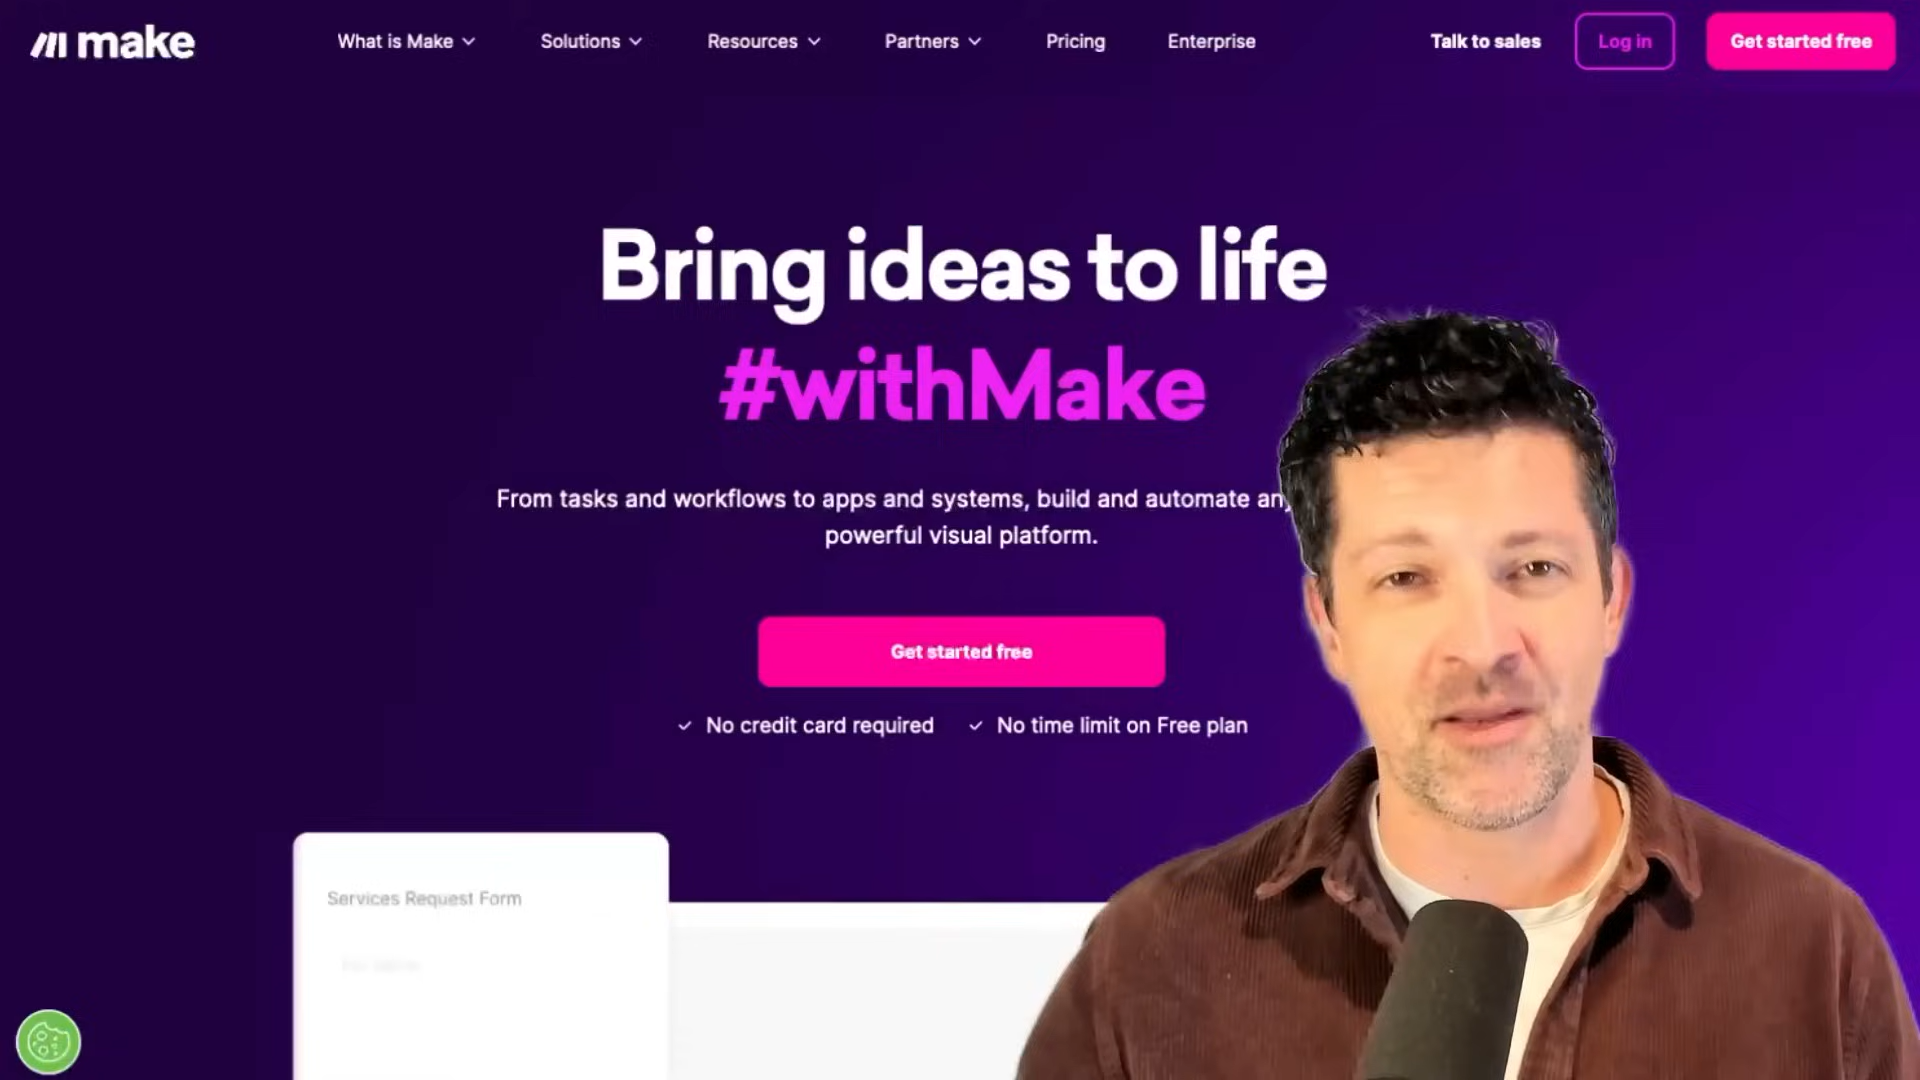 make
What is Make
Solutions
Resources
Partners
Pricing
Enterprise
Talk to sales
Log in
Get started free
Bring ideas to life
#withMake
From tasks and workflows to apps and systems, build and automate
powerful visual platform.
Get started free
No credit card required
No time limit on Free plan
Services Request Form